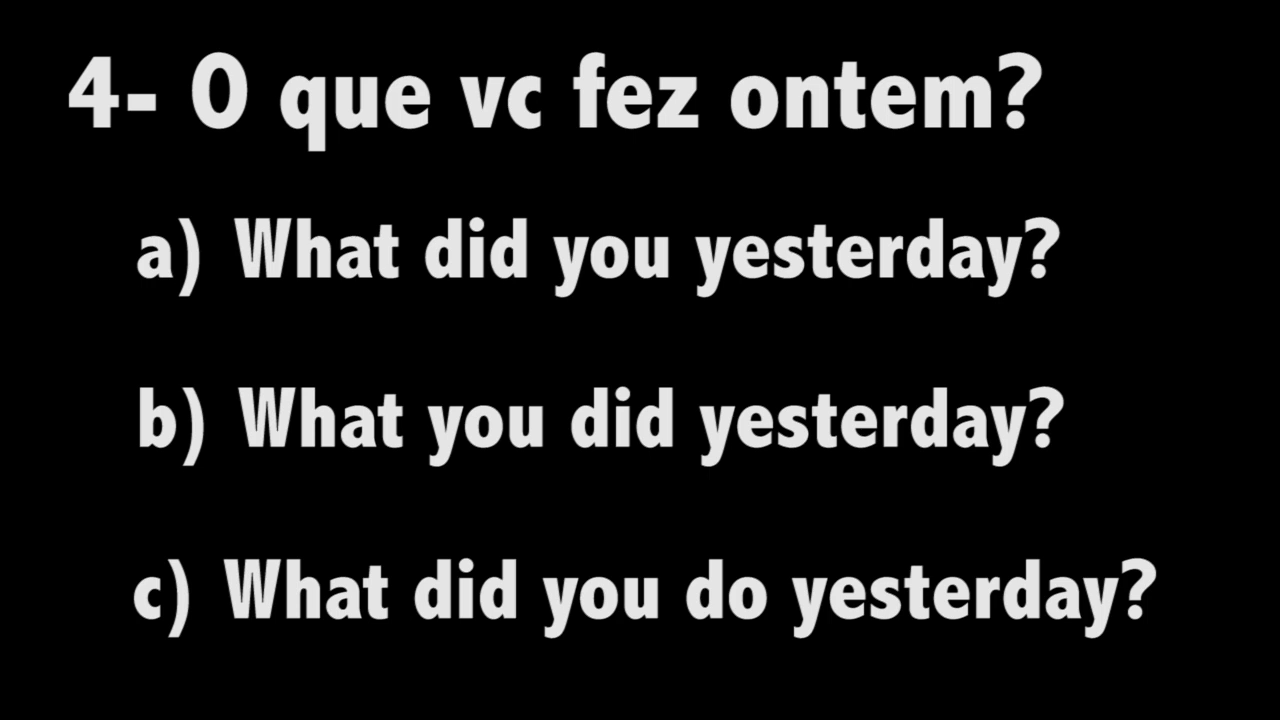 4- O que vc fez ontem?
a) What did you yesterday?
b) What you did yesterday?
c) What did you do yesterday?